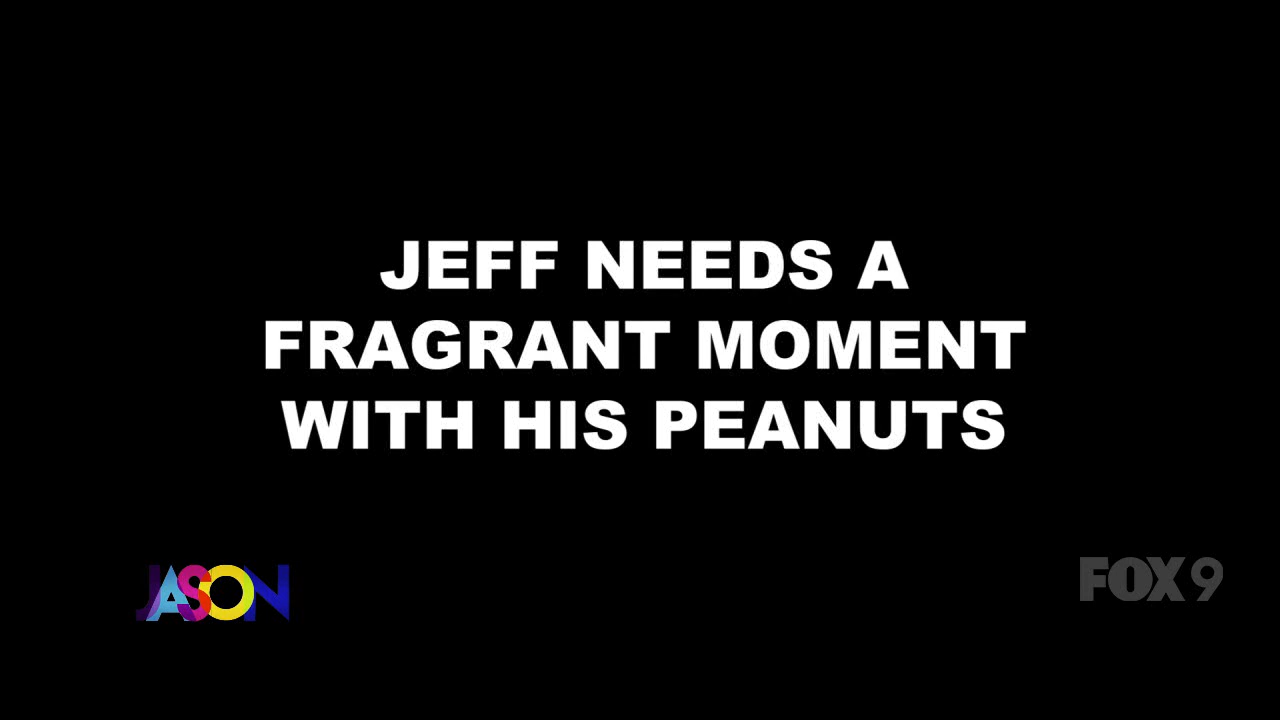 JEFF NEEDS A
FRAGRANT MOMENT
WITH HIS PEANUTS
JASON
FOX 9